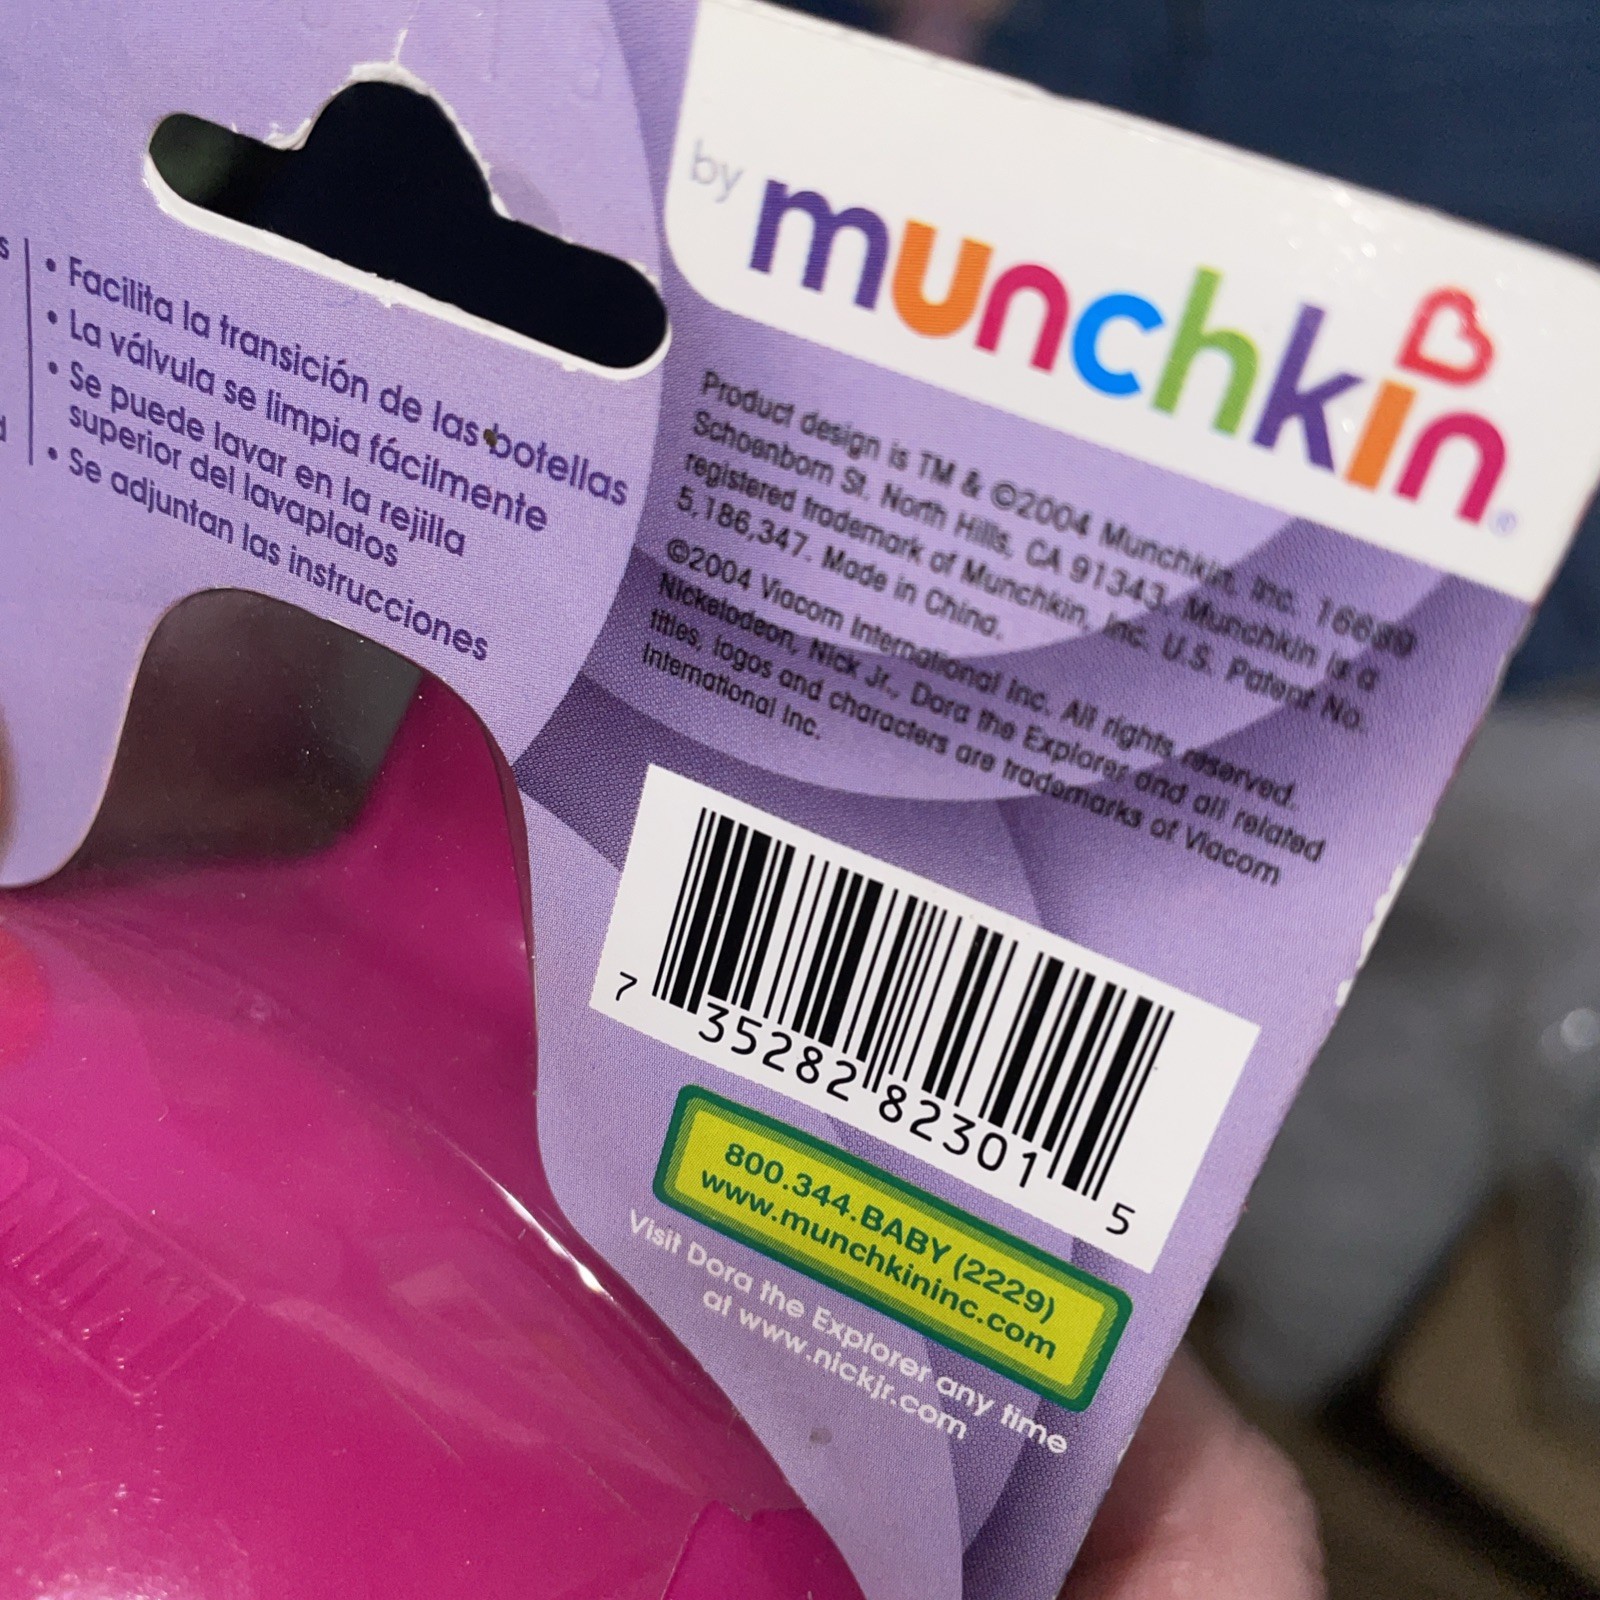 • Facilita la transición de las botellas
• La válvula se limpia fácilmente
• Se puede lavar en la rejilla
superior del lavaplatos
• Se adjuntan las instrucciones
by munchkin®
Product design is TM & ©2004 Munchkin, Inc. 16689
Schoenborn St. North Hills, CA 91343. Munchkin is a
registered trademark of Munchkin, Inc. U.S. Patent No.
5,186,347. Made in China.
©2004 Viacom International Inc. All rights reserved.
Nickelodeon, Nick Jr., Dora the Explorer and all related
titles, logos and characters are trademarks of Viacom
International Inc.
7 35282 82301 5
800.344.BABY (2229)
www.munchkininc.com
Visit Dora the Explorer any time
at www.nickjr.com